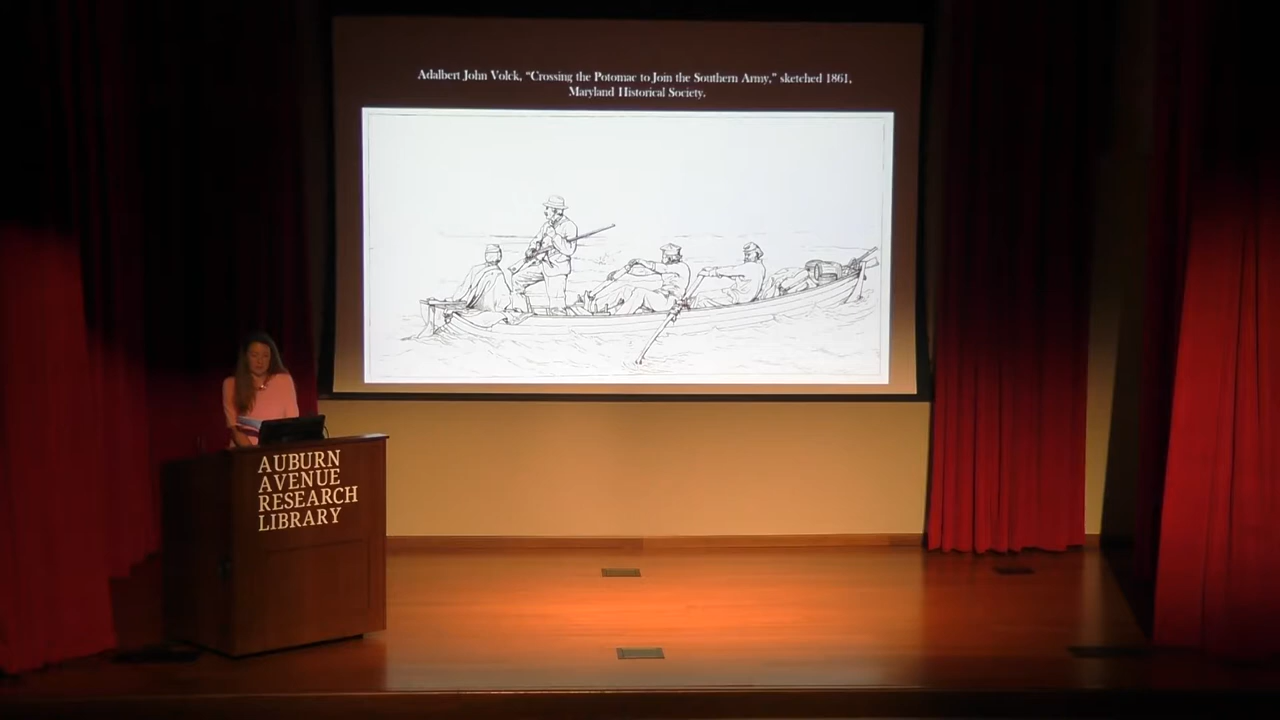 Adalbert John Volck, "Crossing the Potomac to Join the Southern Army," sketched 1861,
Maryland Historical Society.
AUBURN
AVENUE
RESEARCH
LIBRARY